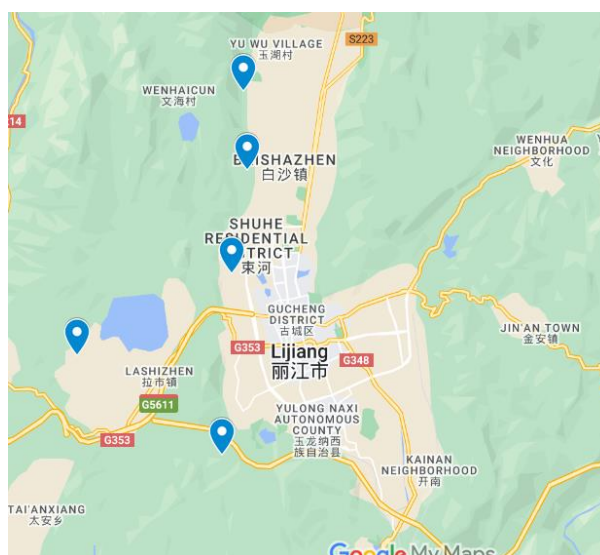 YU WU VILLAGE
玉湖村
S223
WENHAICUN
文海村
14
WENHUA
NEIGHBORHOOD
文化
BAISHAZHEN
白沙镇
SHUHE
RESIDENTIAL
DISTRICT
束河
GUCHENG
DISTRICT
古城区
JIN'AN TOWN
金安镇
G353
Lijiang
丽江市
G348
LASHIZHEN
拉市镇
G5611
YULONG NAXI
AUTONOMOUS
COUNTY
玉龙纳西
族自治县
G353
KAINAN
NEIGHBORHOOD
开南
TAI'ANXIANG
太安乡
Google My Maps